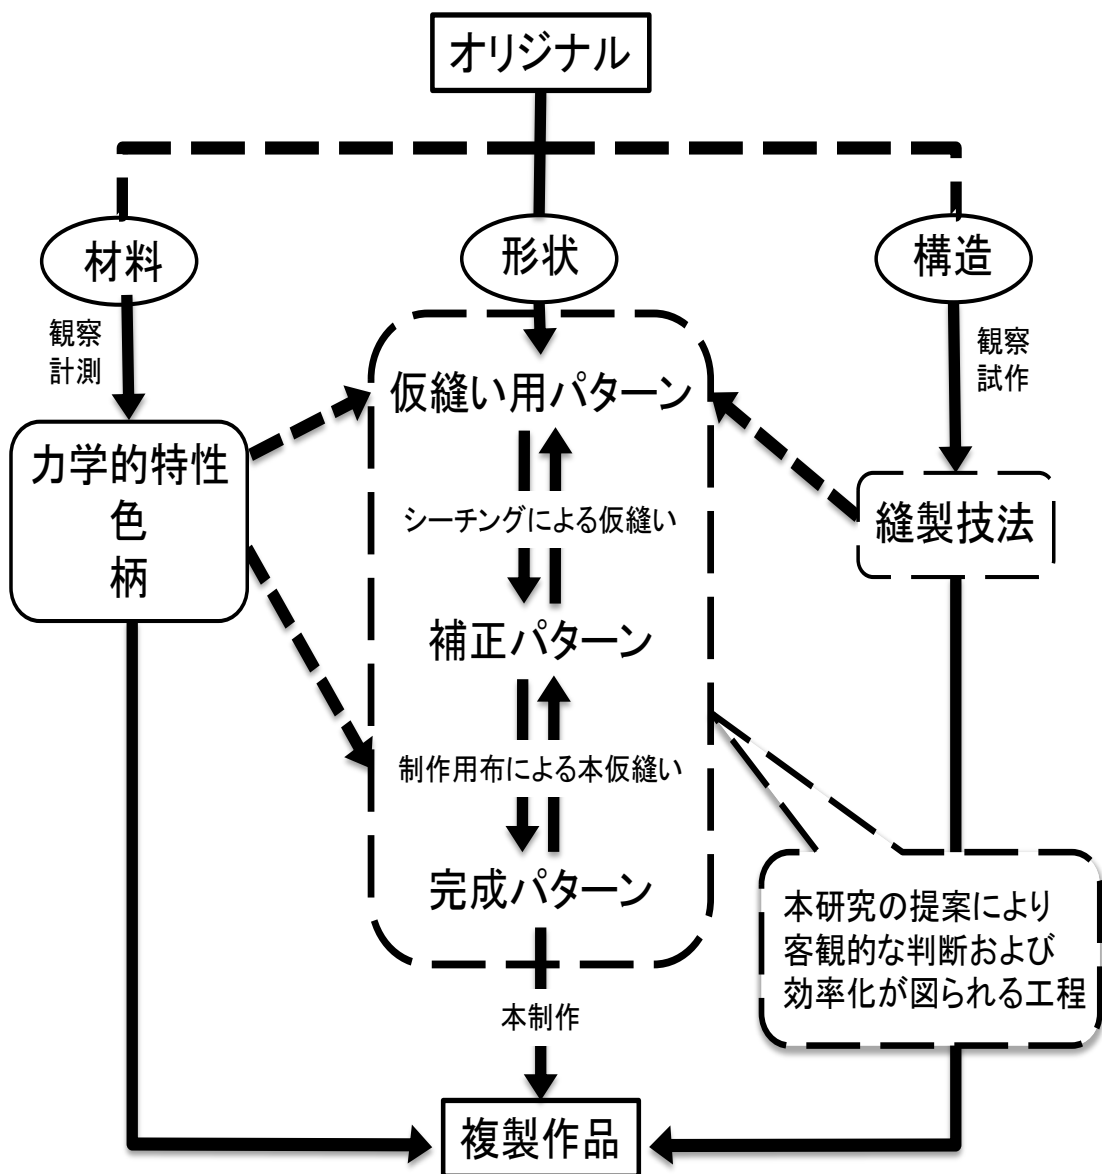 オリジナル
材料
形状
構造
観察
計測
観察
試作
仮縫い用パターン
力学的特性
色
柄
シーチングによる仮縫い
縫製技法
補正パターン
制作用布による本仮縫い
完成パターン
本研究の提案により
客観的な判断および
効率化が図られる工程
本制作
複製作品